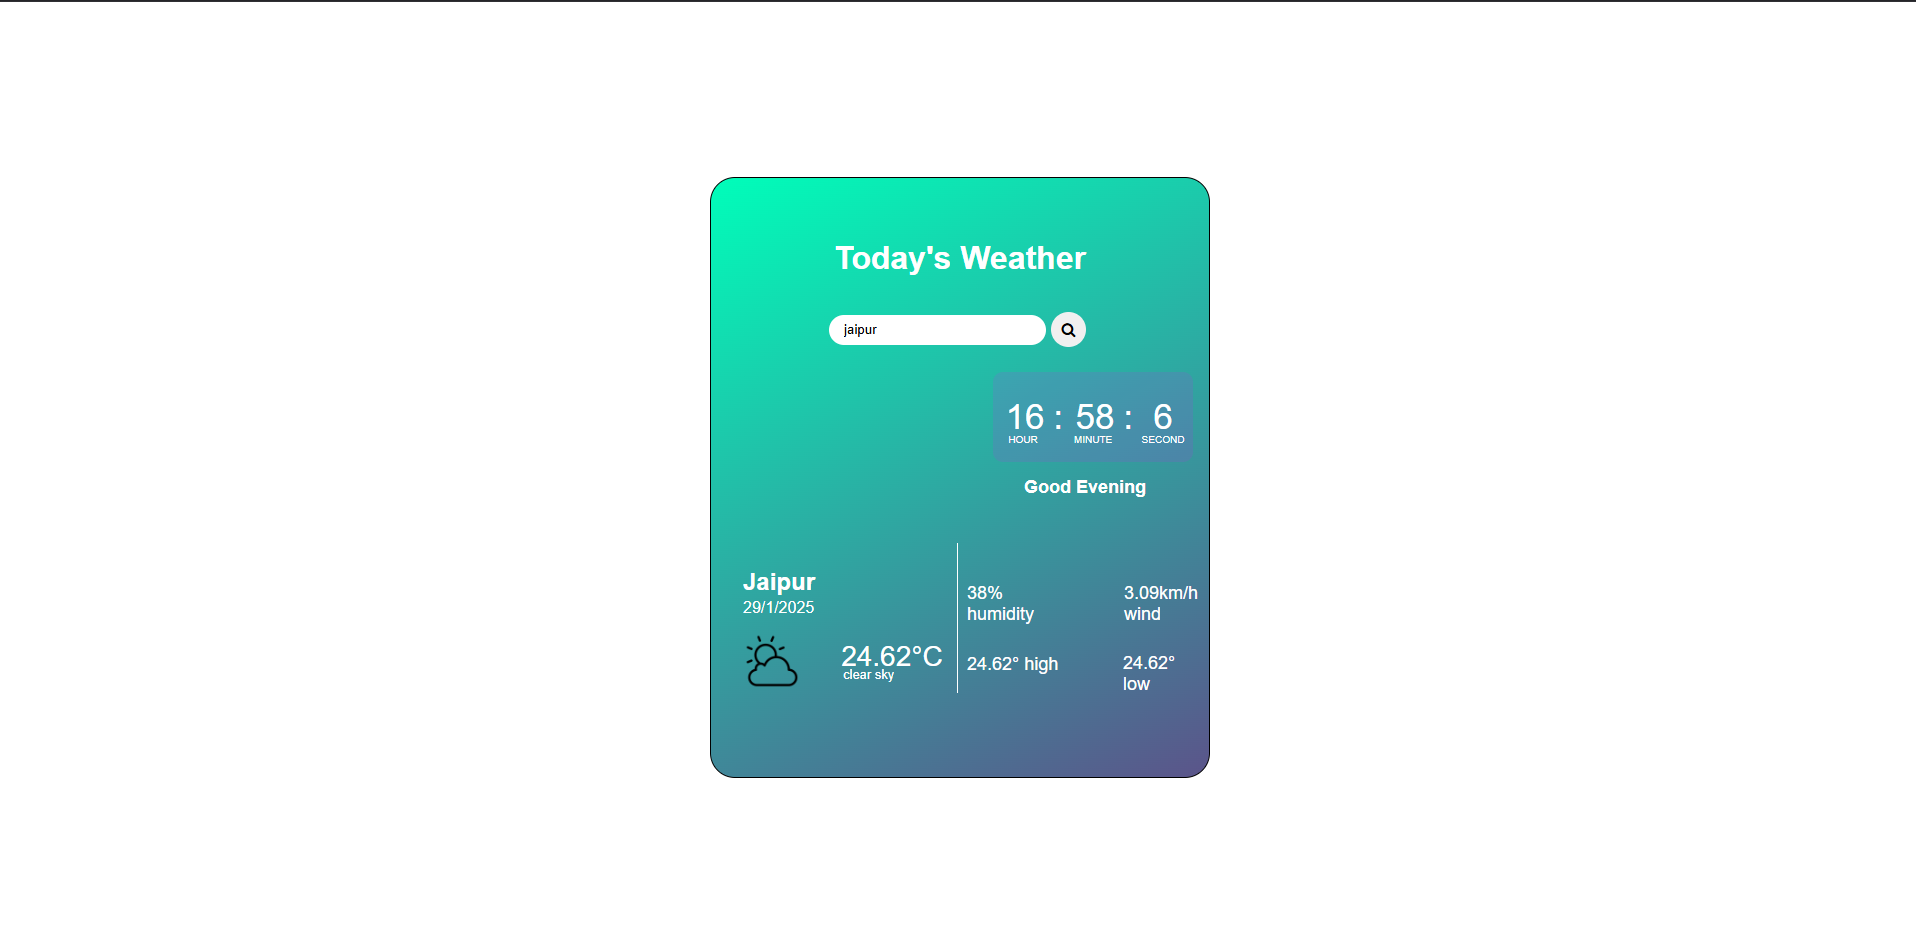 Today's Weather
jaipur
16 : 58 : 6
HOUR MINUTE SECOND
Good Evening
Jaipur
29/1/2025
24.62°C
clear sky
38%
humidity
3.09km/h
wind
24.62° high
24.62°
low